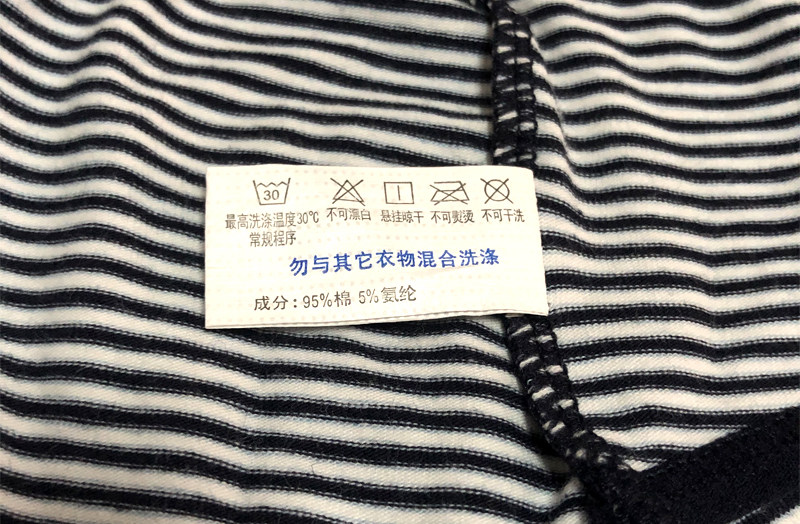 30
最高洗涤温度30℃ 不可漂白 悬挂晾干 不可熨烫 不可干洗
常规程序
勿与其它衣物混合洗涤
成分：95%棉 5%氨纶